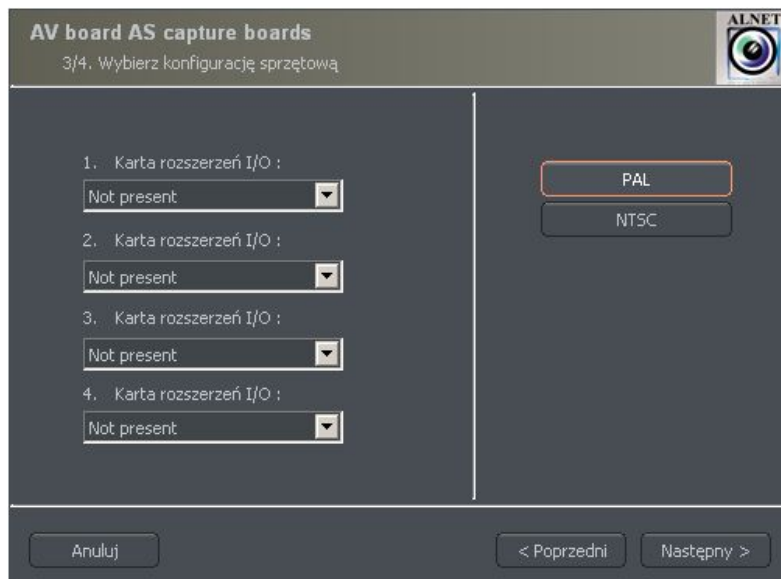 AV board AS capture boards
ALNET
3/4. Wybierz konfigurację sprzętową
1. Karta rozszerzeń I/O :
Not present
2. Karta rozszerzeń I/O :
Not present
3. Karta rozszerzeń I/O :
Not present
4. Karta rozszerzeń I/O :
Not present
PAL
NTSC
Anuluj
< Poprzedni
Następny >